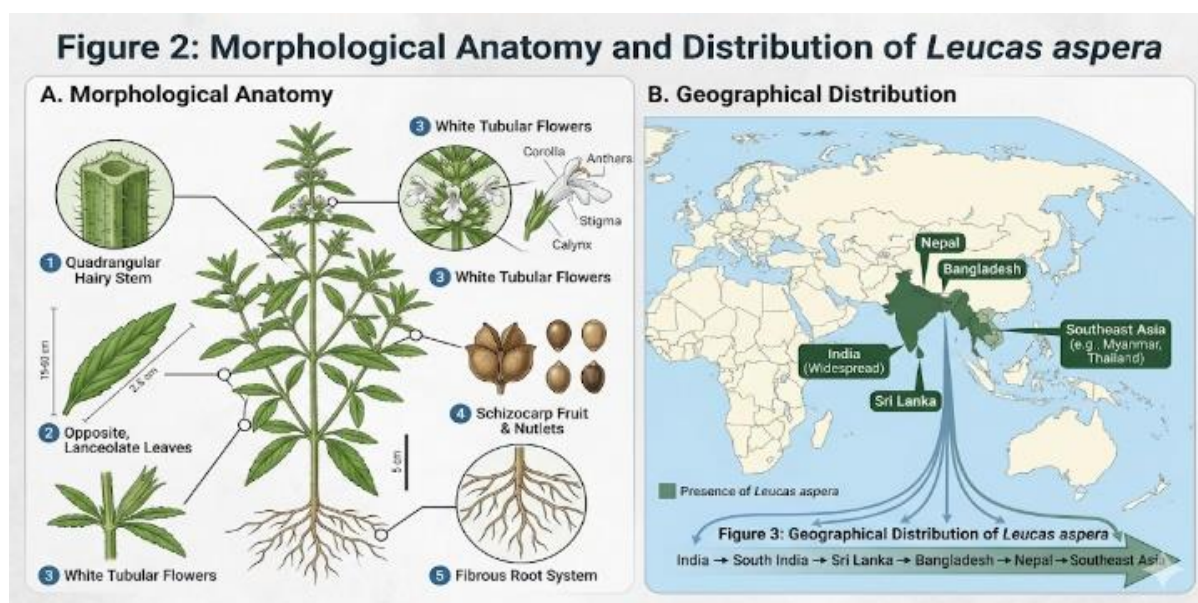 Figure 2: Morphological Anatomy and Distribution of Leucas aspera
A. Morphological Anatomy
3 White Tubular Flowers
Corolla
Anthers
Stigma
Calynx
1 Quadrangular
Hairy Stem
3 White Tubular Flowers
15-60 cm
2.5 cm
2 Opposite,
Lanceolate Leaves
4 Schizocarp Fruit
& Nutlets
5 cm
3 White Tubular Flowers
5 Fibrous Root System
B. Geographical Distribution
Nepal
Bangladesh
India
(Widespread)
Southeast Asia
(e.g., Myanmar,
Thailand)
Sri Lanka
Presence of Leucas aspera
Figure 3: Geographical Distribution of Leucas aspera
India → South India → Sri Lanka → Bangladesh → Nepal → Southeast Asia